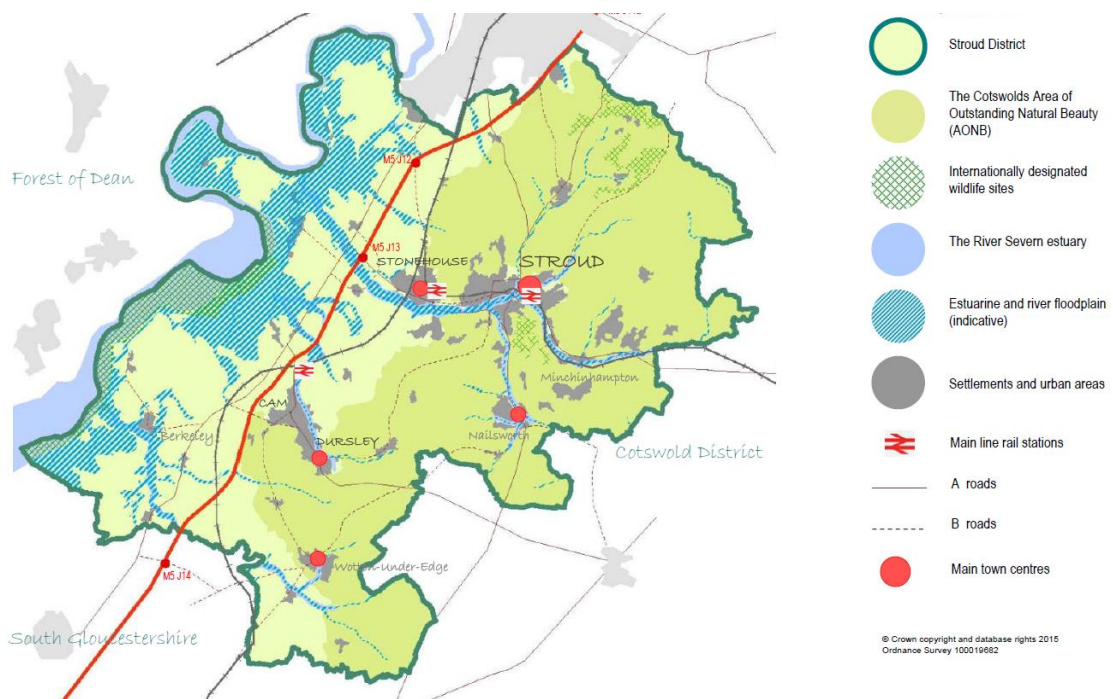 Forest of Dean
M5 J12
M5 J13
STONEHOUSE
STROUD
Minchinhampton
CAM
Berkeley
DURSLEY
Nailsworth
Cotswold District
M5 J14
Wotton-Under-Edge
South Gloucestershire
Stroud District
The Cotswolds Area of
Outstanding Natural Beauty
(AONB)
Internationally designated
wildlife sites
The River Severn estuary
Estuarine and river floodplain
(indicative)
Settlements and urban areas
Main line rail stations
A roads
B roads
Main town centres
© Crown copyright and database rights 2015
Ordnance Survey 100019682